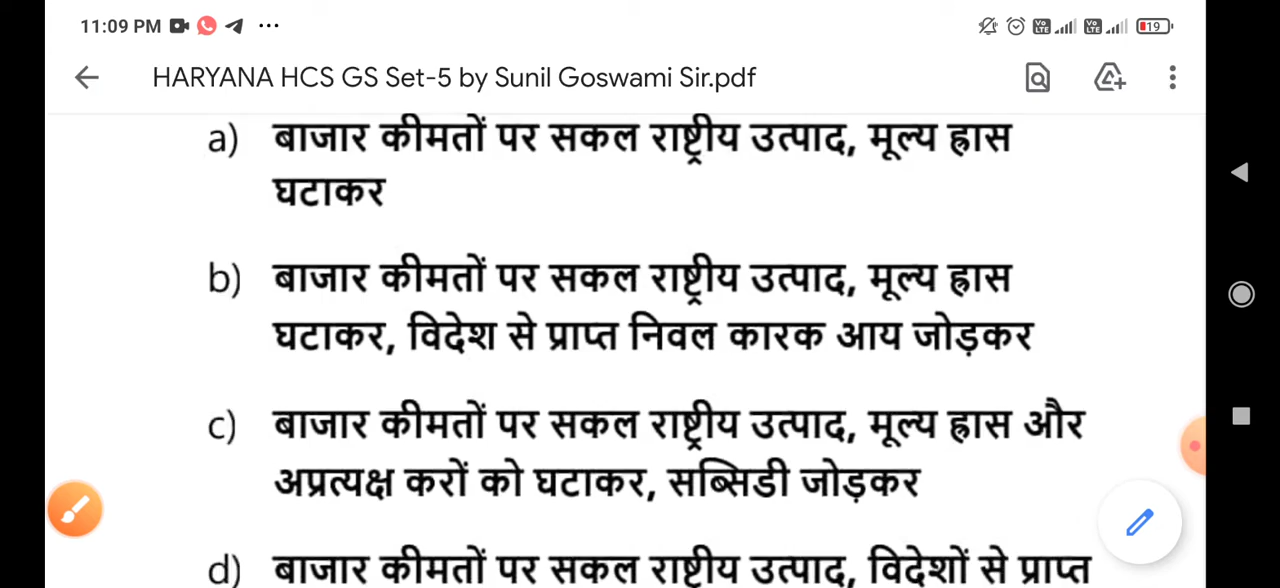 11:09 PM ... 19
HARYANA HCS GS Set-5 by Sunil Goswami Sir.pdf
a) बाजार कीमतों पर सकल राष्ट्रीय उत्पाद, मूल्य ह्रास
घटाकर
b) बाजार कीमतों पर सकल राष्ट्रीय उत्पाद, मूल्य ह्रास
घटाकर, विदेश से प्राप्त निवल कारक आय जोड़कर
c) बाजार कीमतों पर सकल राष्ट्रीय उत्पाद, मूल्य ह्रास और
अप्रत्यक्ष करों को घटाकर, सब्सिडी जोड़कर
d) बाजार कीमतों पर सकल राष्ट्रीय उत्पाद, विदेशों से प्राप्त